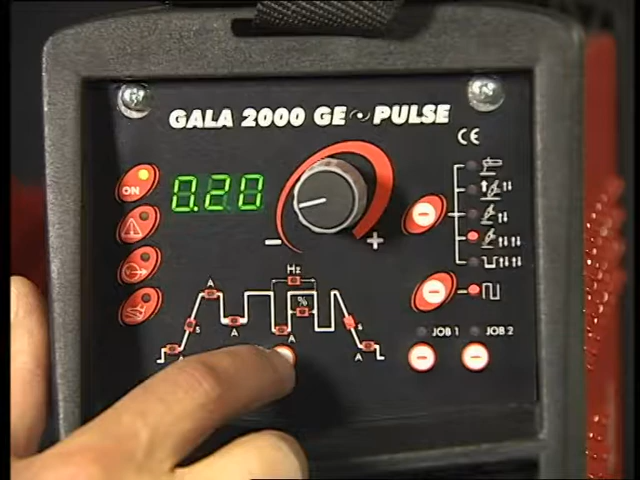 GALA 2000 GE PULSE
CE
ON
0.20
- +
Hz
A
%
S
S
A
A
A
A
JOB 1 JOB 2